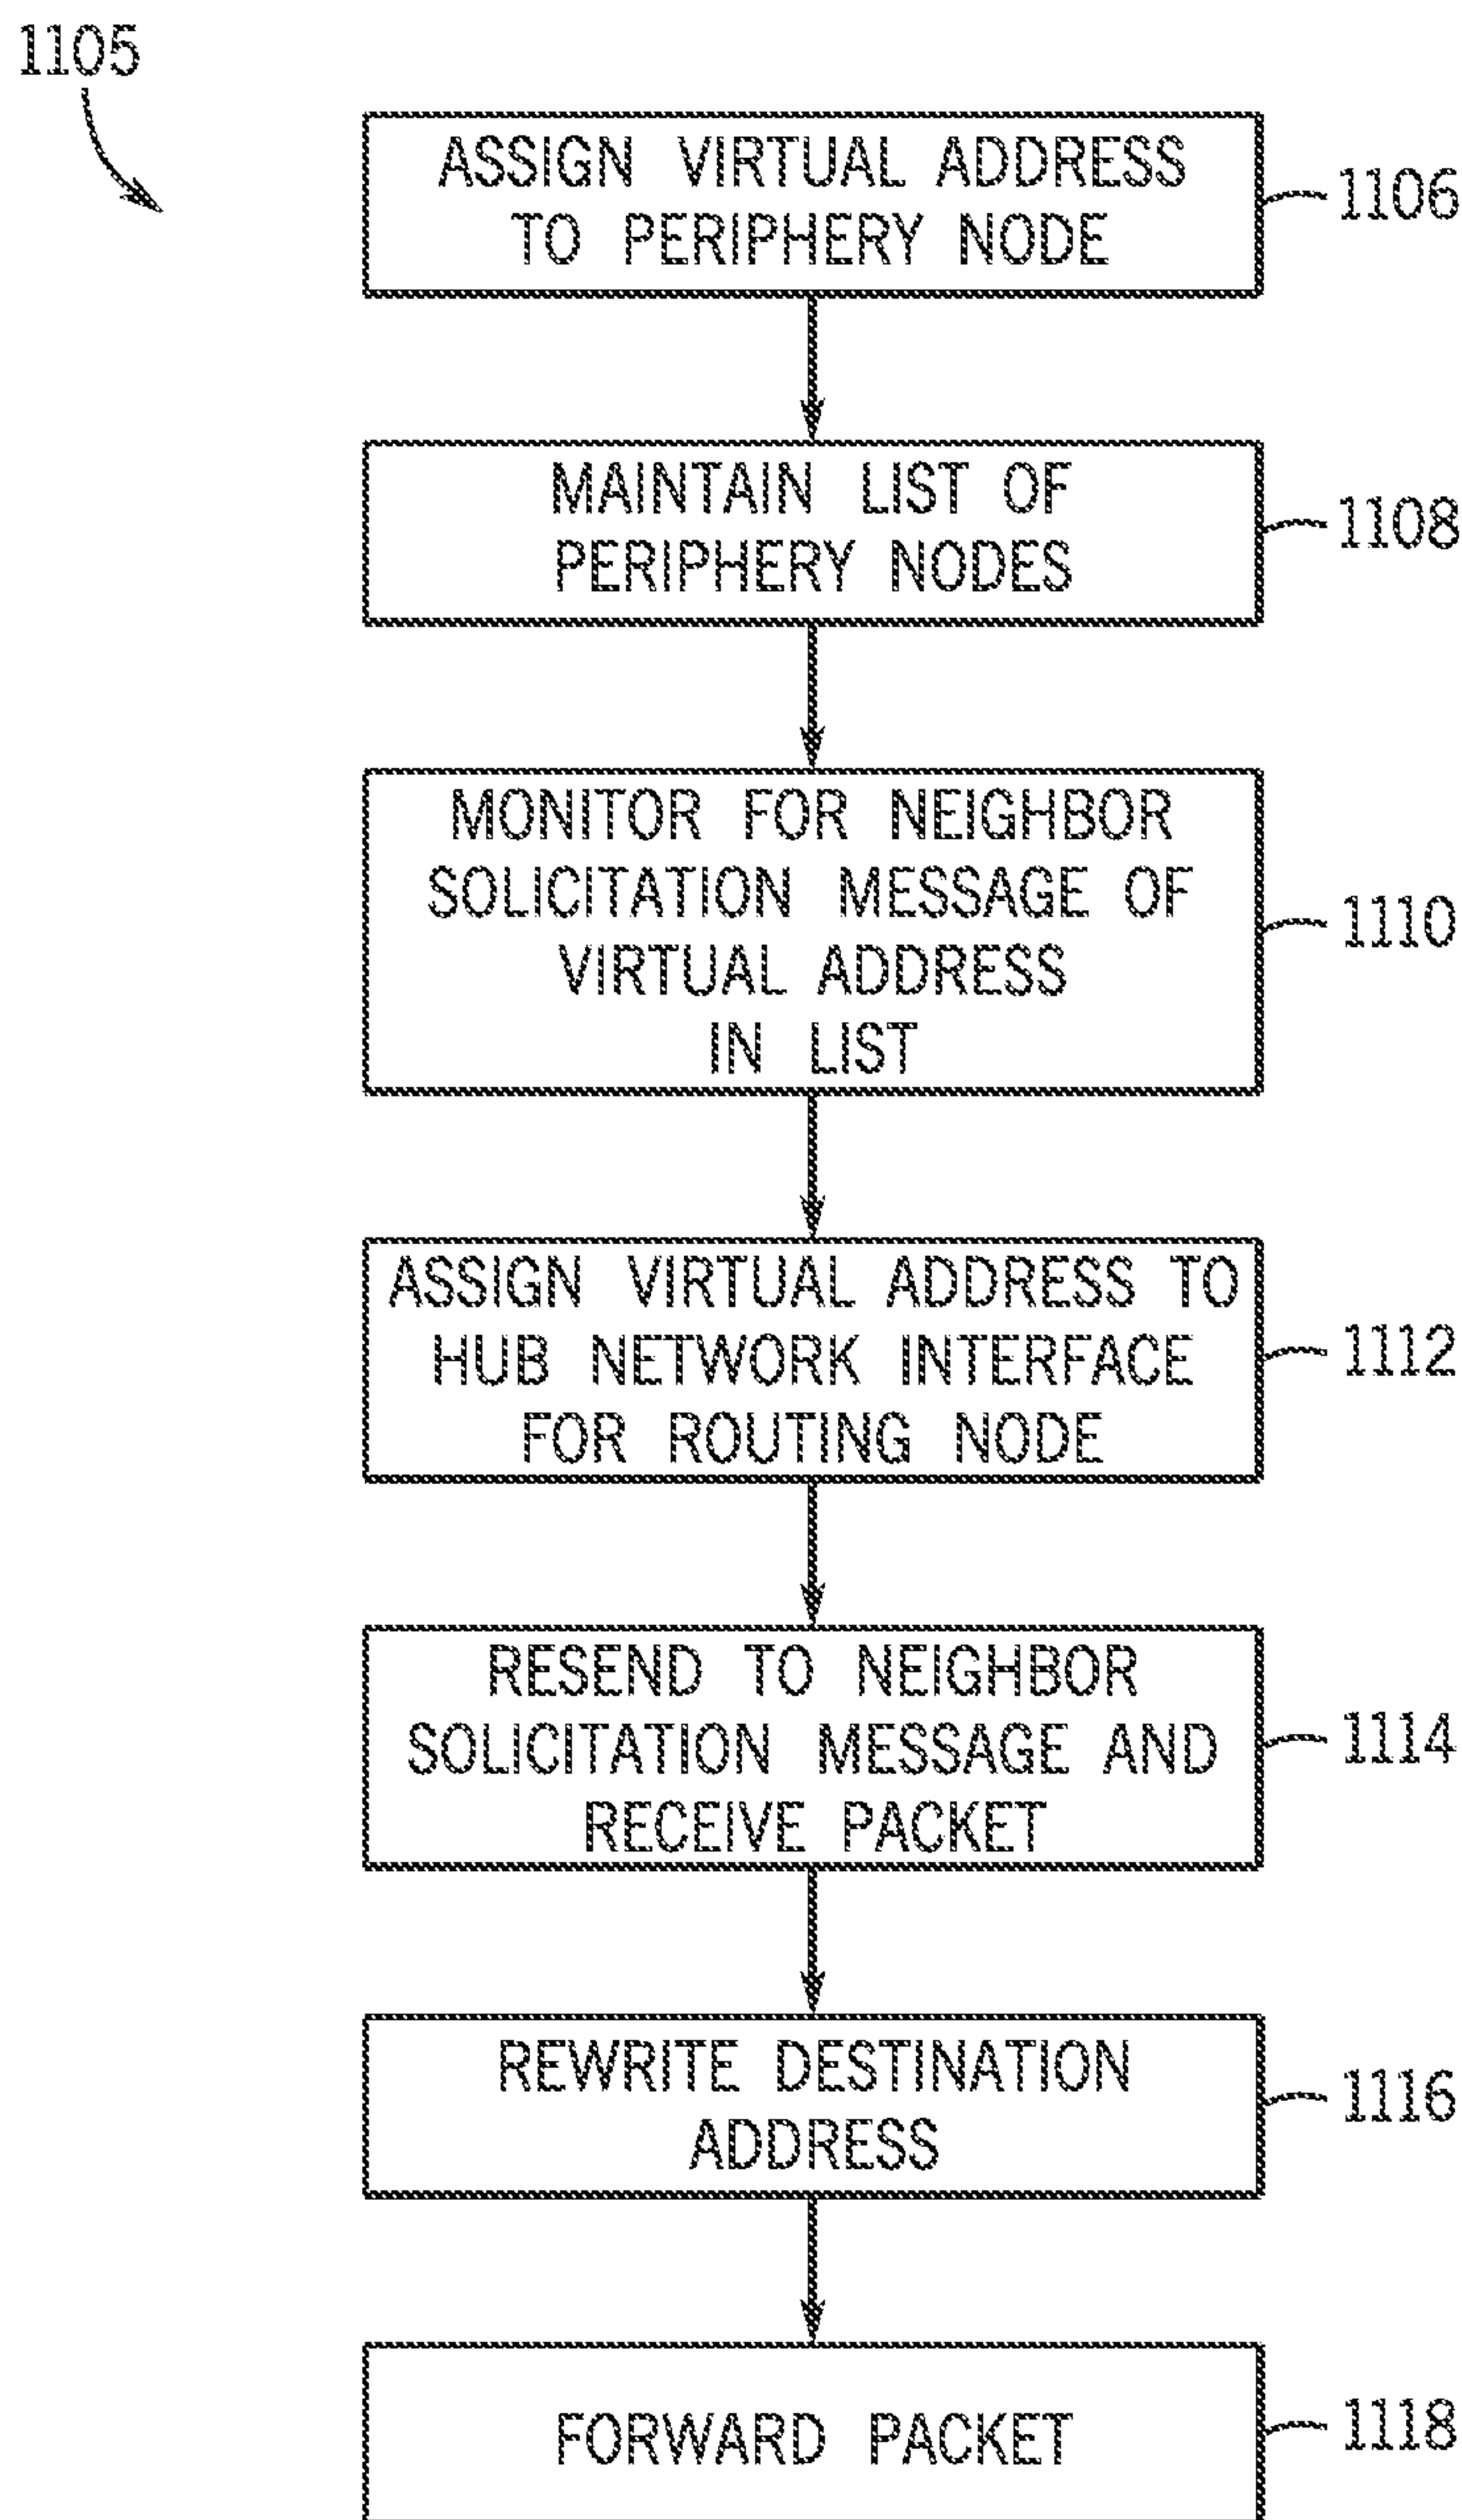 1105
ASSIGN VIRTUAL ADDRESS
TO PERIPHERY NODE
1106
MAINTAIN LIST OF
PERIPHERY NODES
1108
MONITOR FOR NEIGHBOR
SOLICITATION MESSAGE OF
VIRTUAL ADDRESS
IN LIST
1110
ASSIGN VIRTUAL ADDRESS TO
HUB NETWORK INTERFACE
FOR ROUTING NODE
1112
RESEND TO NEIGHBOR
SOLICITATION MESSAGE AND
RECEIVE PACKET
1114
REWRITE DESTINATION
ADDRESS
1116
FORWARD PACKET
1118